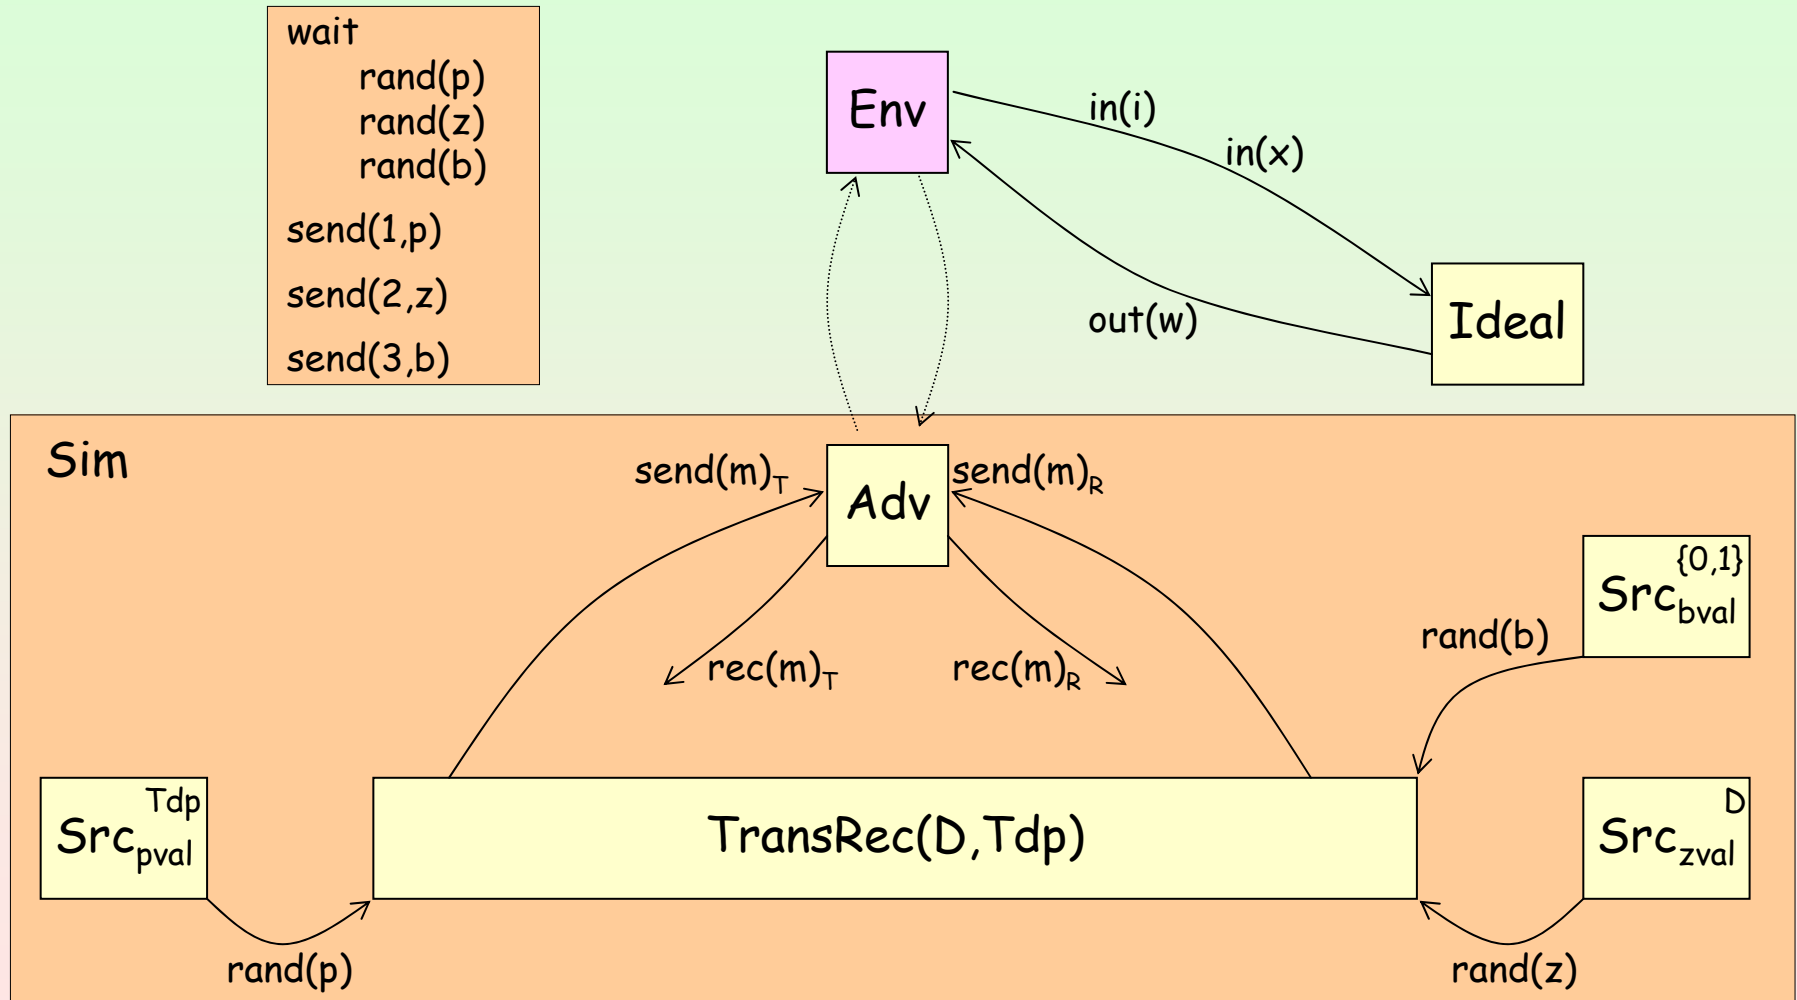 wait
rand(p)
rand(z)
rand(b)
send(1,p)
send(2,z)
send(3,b)
Env
in(i)
in(x)
out(w)
Ideal
Sim
send(m)T
send(m)R
Adv
rec(m)T
rec(m)R
{0,1}
Srcbval
rand(b)
Tdp
Srcpval
TransRec(D,Tdp)
D
Srczval
rand(p)
rand(z)